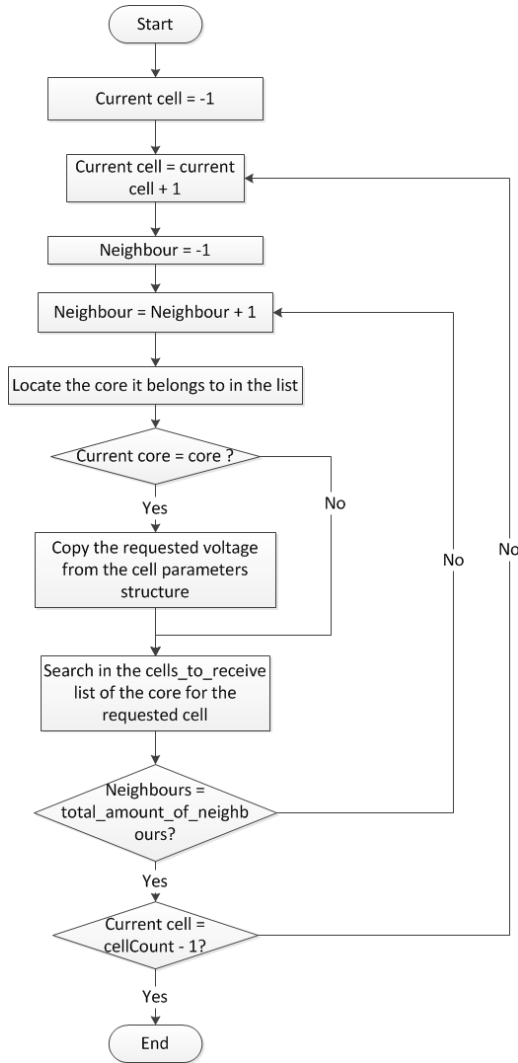 Start
Current cell = -1
Current cell = current
cell + 1
Neighbour = -1
Neighbour = Neighbour + 1
Locate the core it belongs to in the list
Current core = core ?
No
Yes
Copy the requested voltage
from the cell parameters
structure
No
No
Search in the cells_to_receive
list of the core for the
requested cell
Neighbours =
total_amount_of_neighb
ours?
Yes
Current cell =
cellCount - 1?
Yes
End